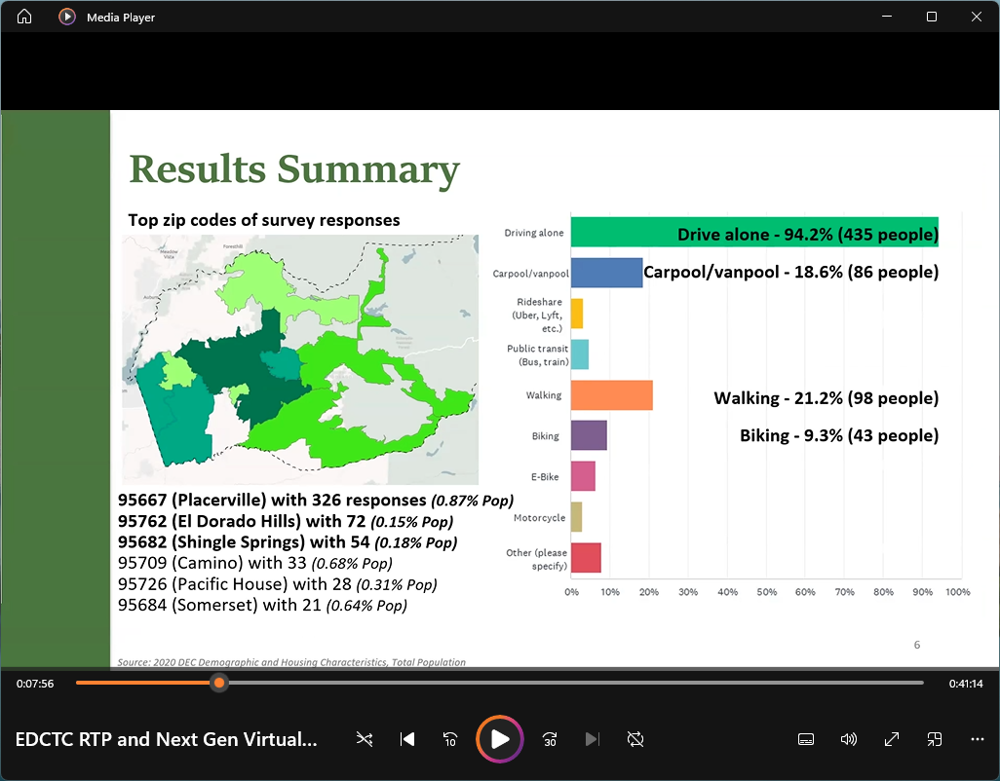 Media Player
Results Summary
Top zip codes of survey responses
Foresthill
Meadow
Vista
Auburn
95667 (Placerville) with 326 responses (0.87% Pop)
95762 (El Dorado Hills) with 72 (0.15% Pop)
95682 (Shingle Springs) with 54 (0.18% Pop)
95709 (Camino) with 33 (0.68% Pop)
95726 (Pacific House) with 28 (0.31% Pop)
95684 (Somerset) with 21 (0.64% Pop)
Driving alone
Drive alone - 94.2% (435 people)
Carpool/vanpool
Carpool/vanpool - 18.6% (86 people)
Rideshare
(Uber, Lyft,
etc.)
Public transit
(Bus, train)
Walking
Walking - 21.2% (98 people)
Biking
Biking - 9.3% (43 people)
E-Bike
Motorcycle
Other (please
specify)
0% 10% 20% 30% 40% 50% 60% 70% 80% 90% 100%
6
Source: 2020 DEC Demographic and Housing Characteristics, Total Population
0:07:56
0:41:14
EDCTC RTP and Next Gen Virtual...
10
30